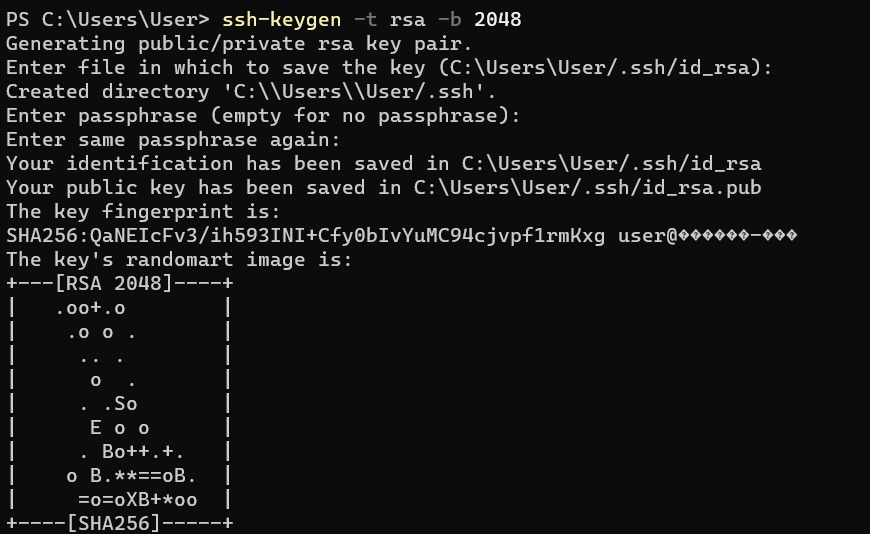 PS C:\Users\User> ssh-keygen -t rsa -b 2048
Generating public/private rsa key pair.
Enter file in which to save the key (C:\Users\User/.ssh/id_rsa):
Created directory 'C:\\Users\\User/.ssh'.
Enter passphrase (empty for no passphrase):
Enter same passphrase again:
Your identification has been saved in C:\Users\User/.ssh/id_rsa
Your public key has been saved in C:\Users\User/.ssh/id_rsa.pub
The key fingerprint is:
SHA256:QaNEIcFv3/ih593INI+Cfy0bIvYuMC94cjvpf1rmKxg user@������-���
The key's randomart image is:
+---[RSA 2048]----+
|   .oo+.o        |
|    .o o .       |
|     .. .        |
|      o  .       |
|     . .So       |
|      E o o      |
|     . Bo++.+.   |
|    o B.**==oB.  |
|     =o=oXB+*oo  |
+----[SHA256]-----+